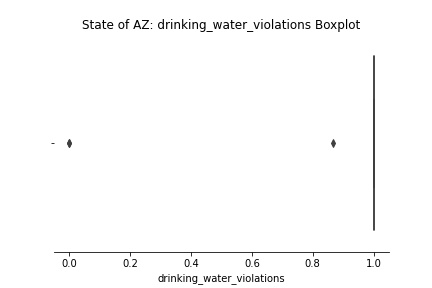 State of AZ: drinking_water_violations Boxplot
0.0 0.2 0.4 0.6 0.8 1.0
drinking_water_violations